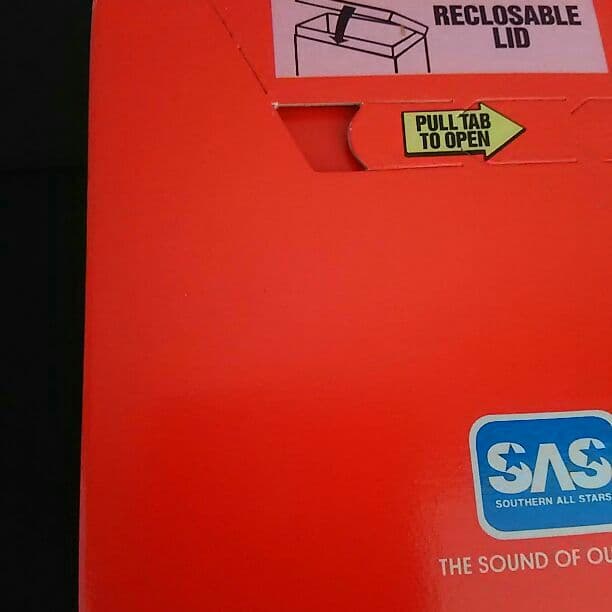 RECLOSABLE
LID
PULL TAB
TO OPEN
SAS
SOUTHERN ALL STARS
THE SOUND OF OU